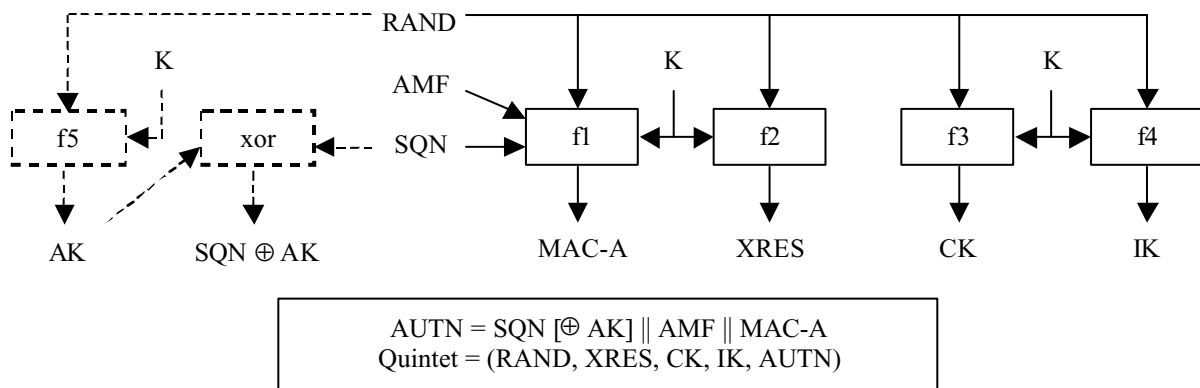 RAND
K
K
K
AMF
f5
xor
SQN
f1
f2
f3
f4
AK
SQN ⊕ AK
MAC-A
XRES
CK
IK
AUTN = SQN [⊕ AK] || AMF || MAC-A
Quintet = (RAND, XRES, CK, IK, AUTN)